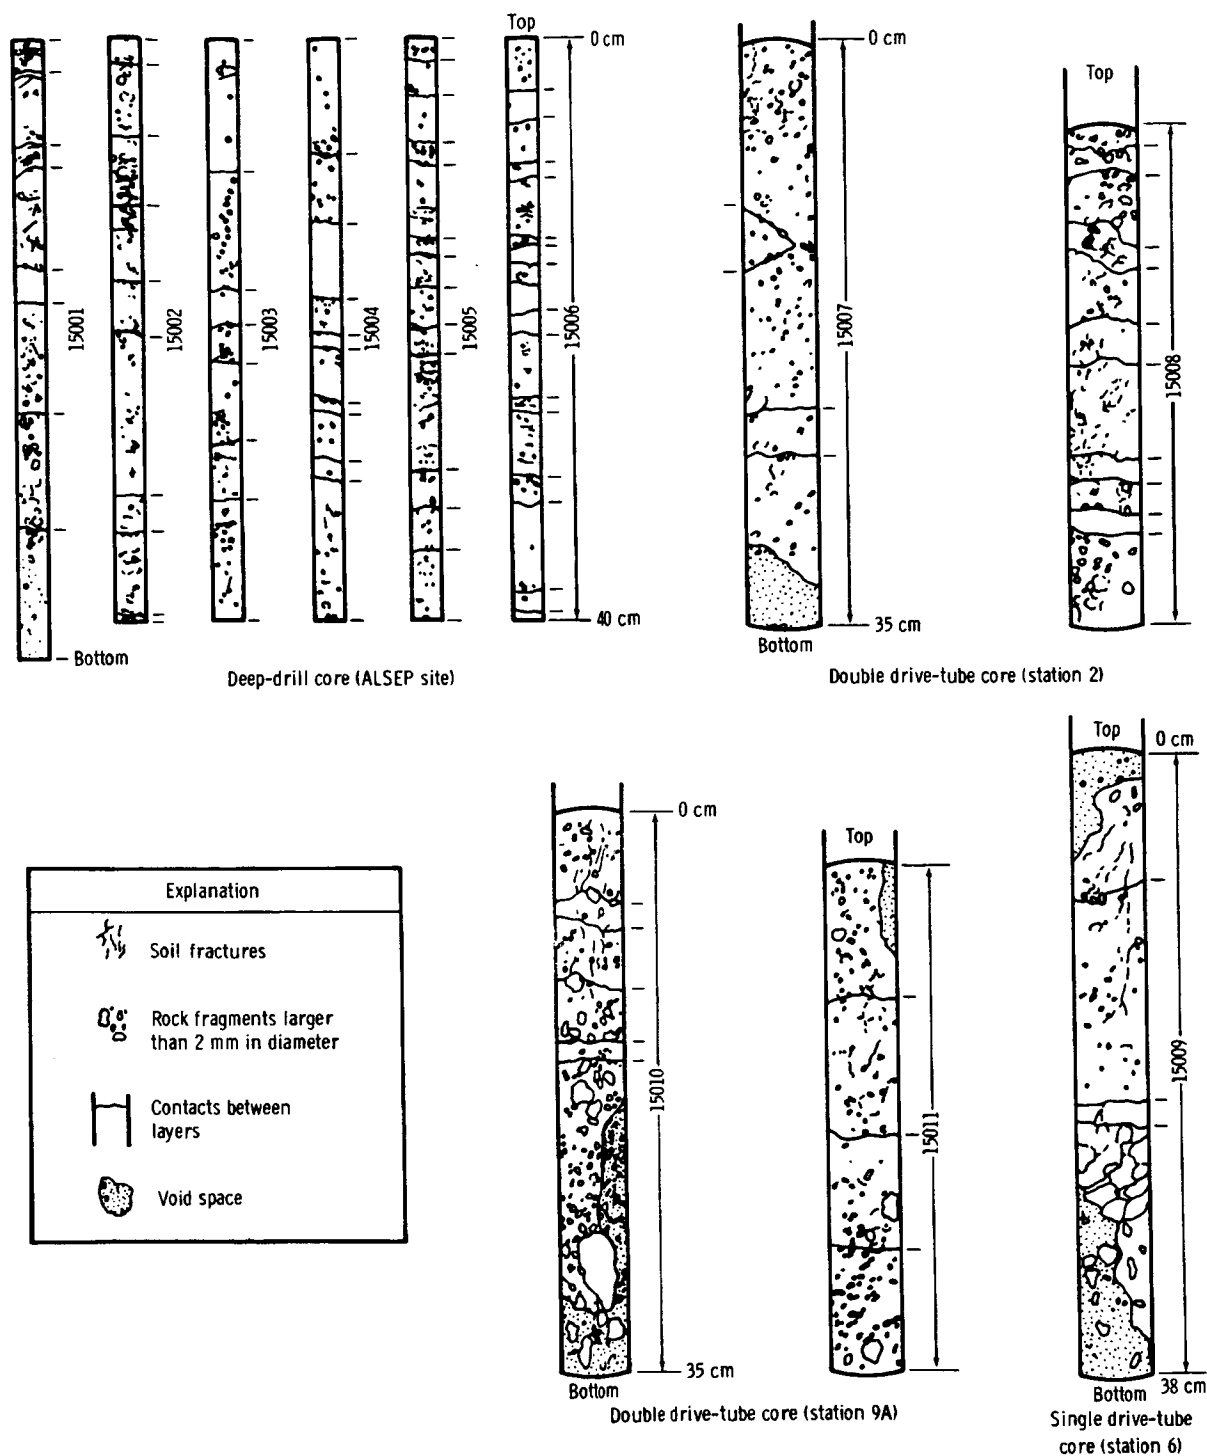 Top
0 cm
15001
15002
15003
15004
15005
15006
40 cm
Bottom
Deep-drill core (ALSEP site)
0 cm
Top
15007
15008
35 cm
Bottom
Double drive-tube core (station 2)
Explanation
Soil fractures
Rock fragments larger
than 2 mm in diameter
Contacts between
layers
Void space
0 cm
Top
15010
15011
35 cm
Bottom
Double drive-tube core (station 9A)
Top
0 cm
15009
Bottom
38 cm
Single drive-tube
core (station 6)